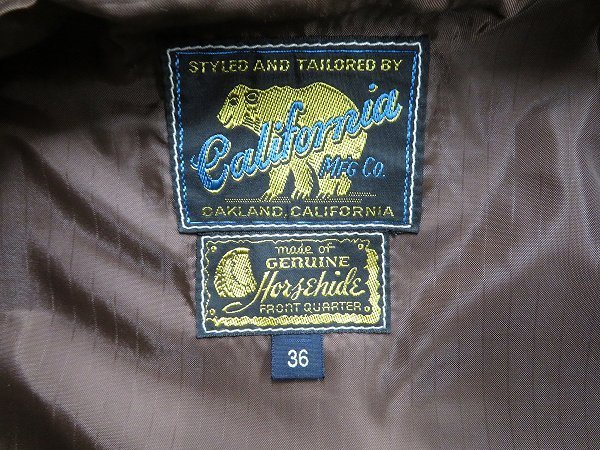 STYLED AND TAILORED BY
California
MFG Co.
OAKLAND, CALIFORNIA
made of
GENUINE
Horsehide
FRONT QUARTER
36